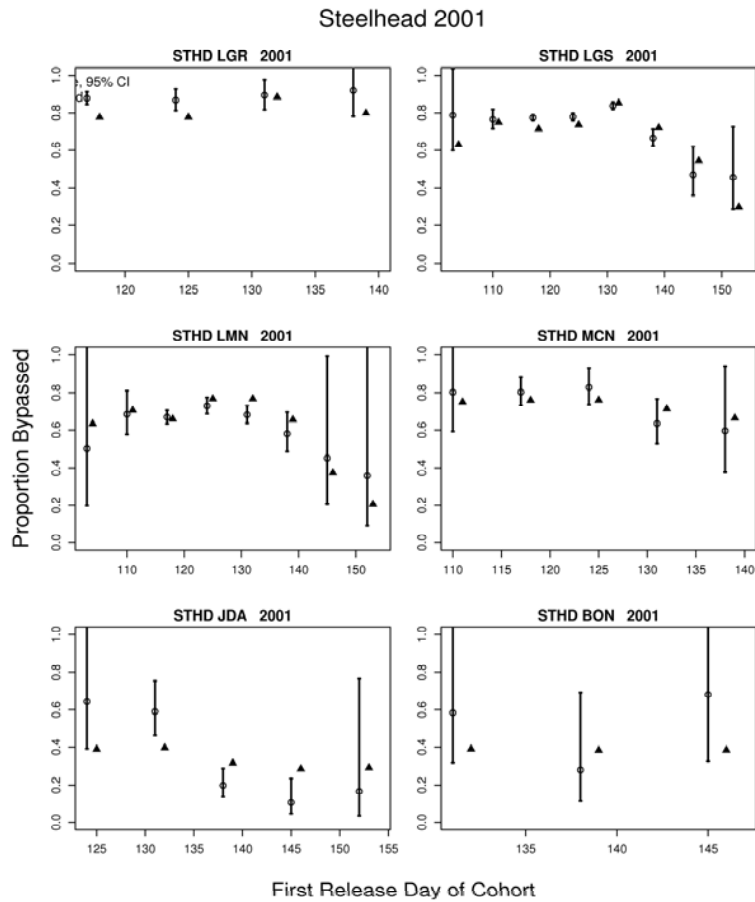 Steelhead 2001
STHD LGR 2001
, 95% CI
0.0 0.2 0.4 0.6 0.8 1.0
120 125 130 135 140
STHD LGS 2001
0.0 0.2 0.4 0.6 0.8 1.0
110 120 130 140 150
STHD LMN 2001
0.0 0.2 0.4 0.6 0.8 1.0
110 120 130 140 150
STHD MCN 2001
0.0 0.2 0.4 0.6 0.8 1.0
110 115 120 125 130 135 140
STHD JDA 2001
0.0 0.2 0.4 0.6 0.8 1.0
125 130 135 140 145 150 155
STHD BON 2001
0.0 0.2 0.4 0.6 0.8 1.0
135 140 145
Proportion Bypassed
First Release Day of Cohort